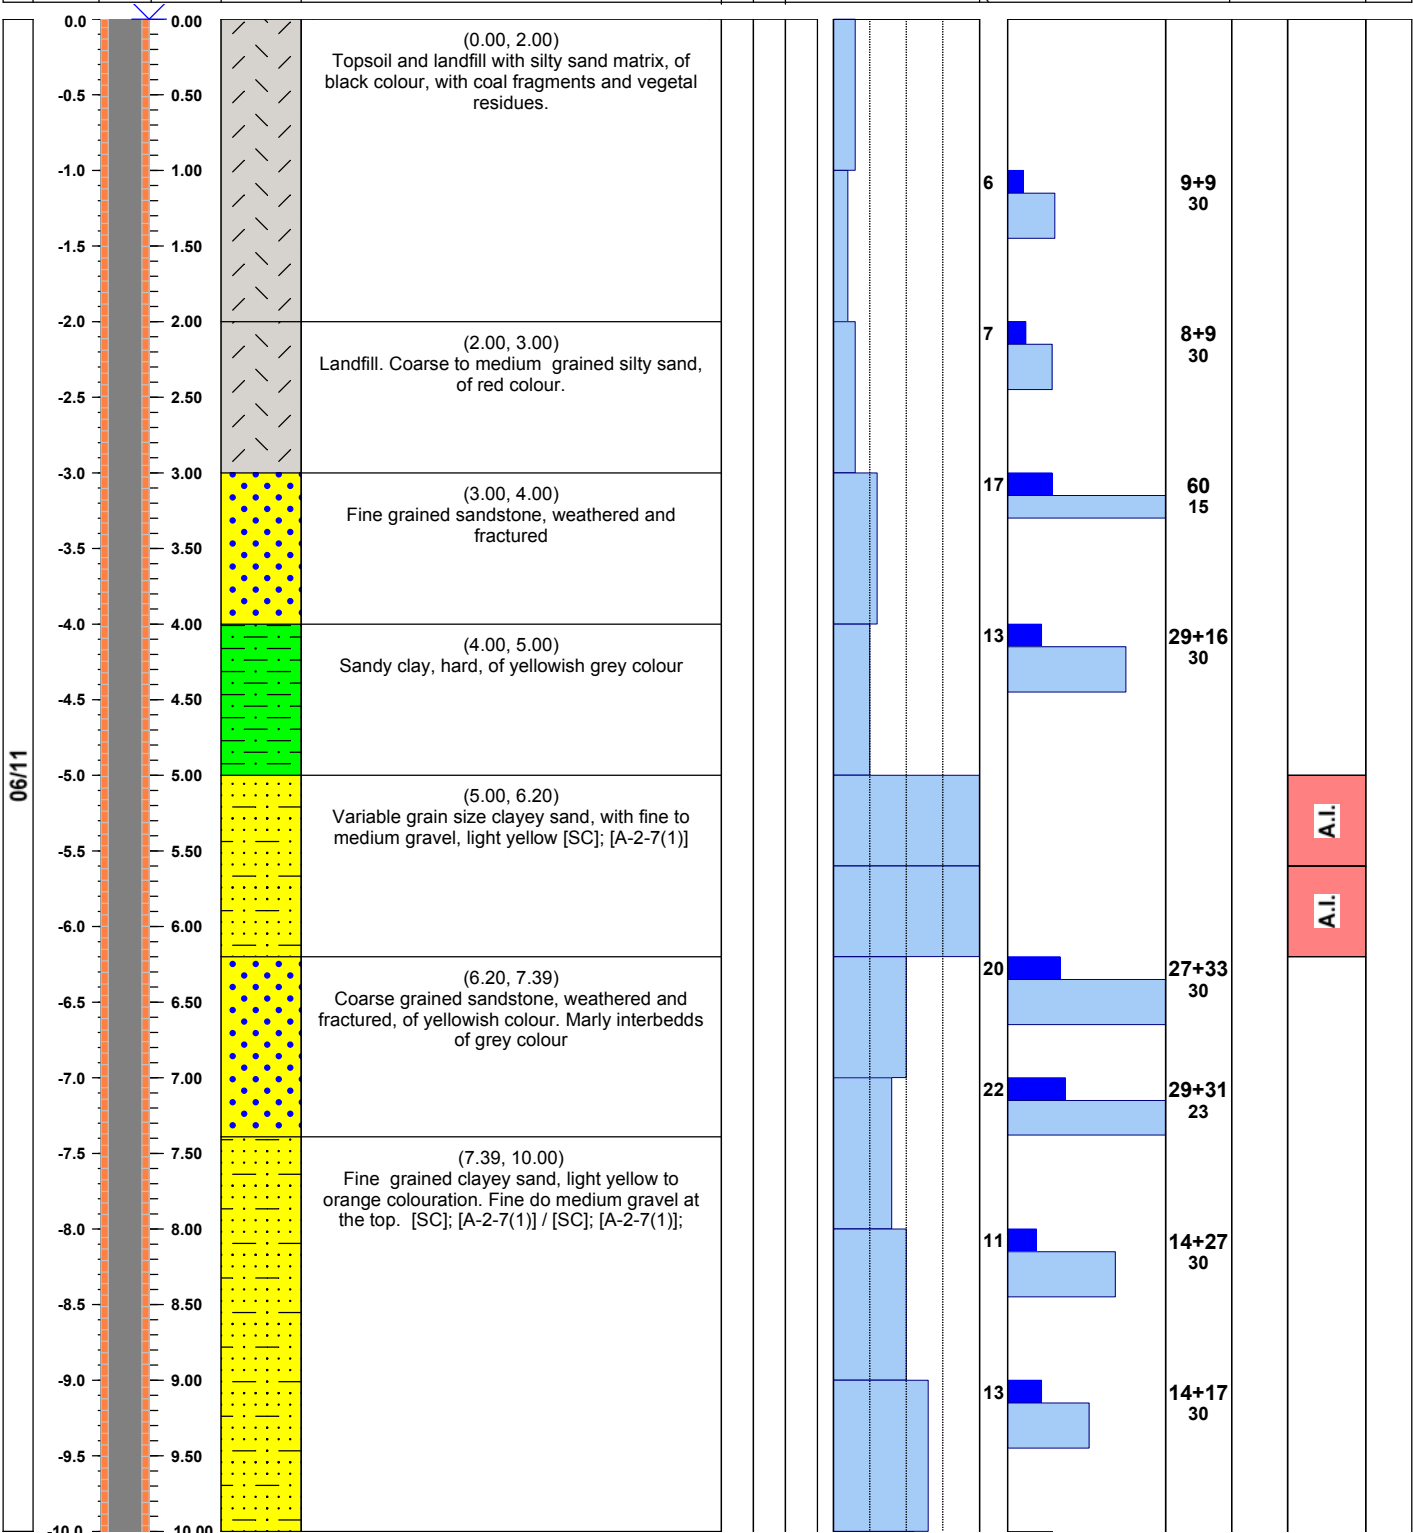 0.0 0.00
(0.00, 2.00)
Topsoil and landfill with silty sand matrix, of
black colour, with coal fragments and vegetal
residues.
-0.5 0.50
-1.0 1.00
6 9+9
30
-1.5 1.50
-2.0 2.00
(2.00, 3.00)
Landfill. Coarse to medium grained silty sand,
of red colour.
7 8+9
30
-2.5 2.50
-3.0 3.00
(3.00, 4.00)
Fine grained sandstone, weathered and
fractured
17 60
15
-3.5 3.50
-4.0 4.00
(4.00, 5.00)
Sandy clay, hard, of yellowish grey colour
13 29+16
30
-4.5 4.50
06/11
-5.0 5.00
(5.00, 6.20)
Variable grain size clayey sand, with fine to
medium gravel, light yellow [SC]; [A-2-7(1)]
A.I.
-5.5 5.50
A.I.
-6.0 6.00
(6.20, 7.39)
Coarse grained sandstone, weathered and
fractured, of yellowish colour. Marly interbedds
of grey colour
20 27+33
30
-6.5 6.50
-7.0 7.00
22 29+31
23
-7.5 7.50
(7.39, 10.00)
Fine grained clayey sand, light yellow to
orange colouration. Fine do medium gravel at
the top. [SC]; [A-2-7(1)] / [SC]; [A-2-7(1)];
-8.0 8.00
11 14+27
30
-8.5 8.50
-9.0 9.00
13 14+17
30
-9.5 9.50
-10.0 10.00